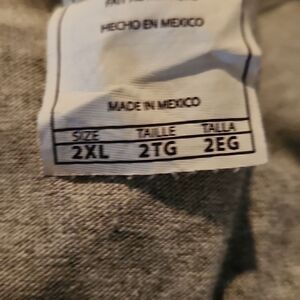 HECHO EN MEXICO
MADE IN MEXICO
SIZE TAILLE TALLA
2XL 2TG 2EG